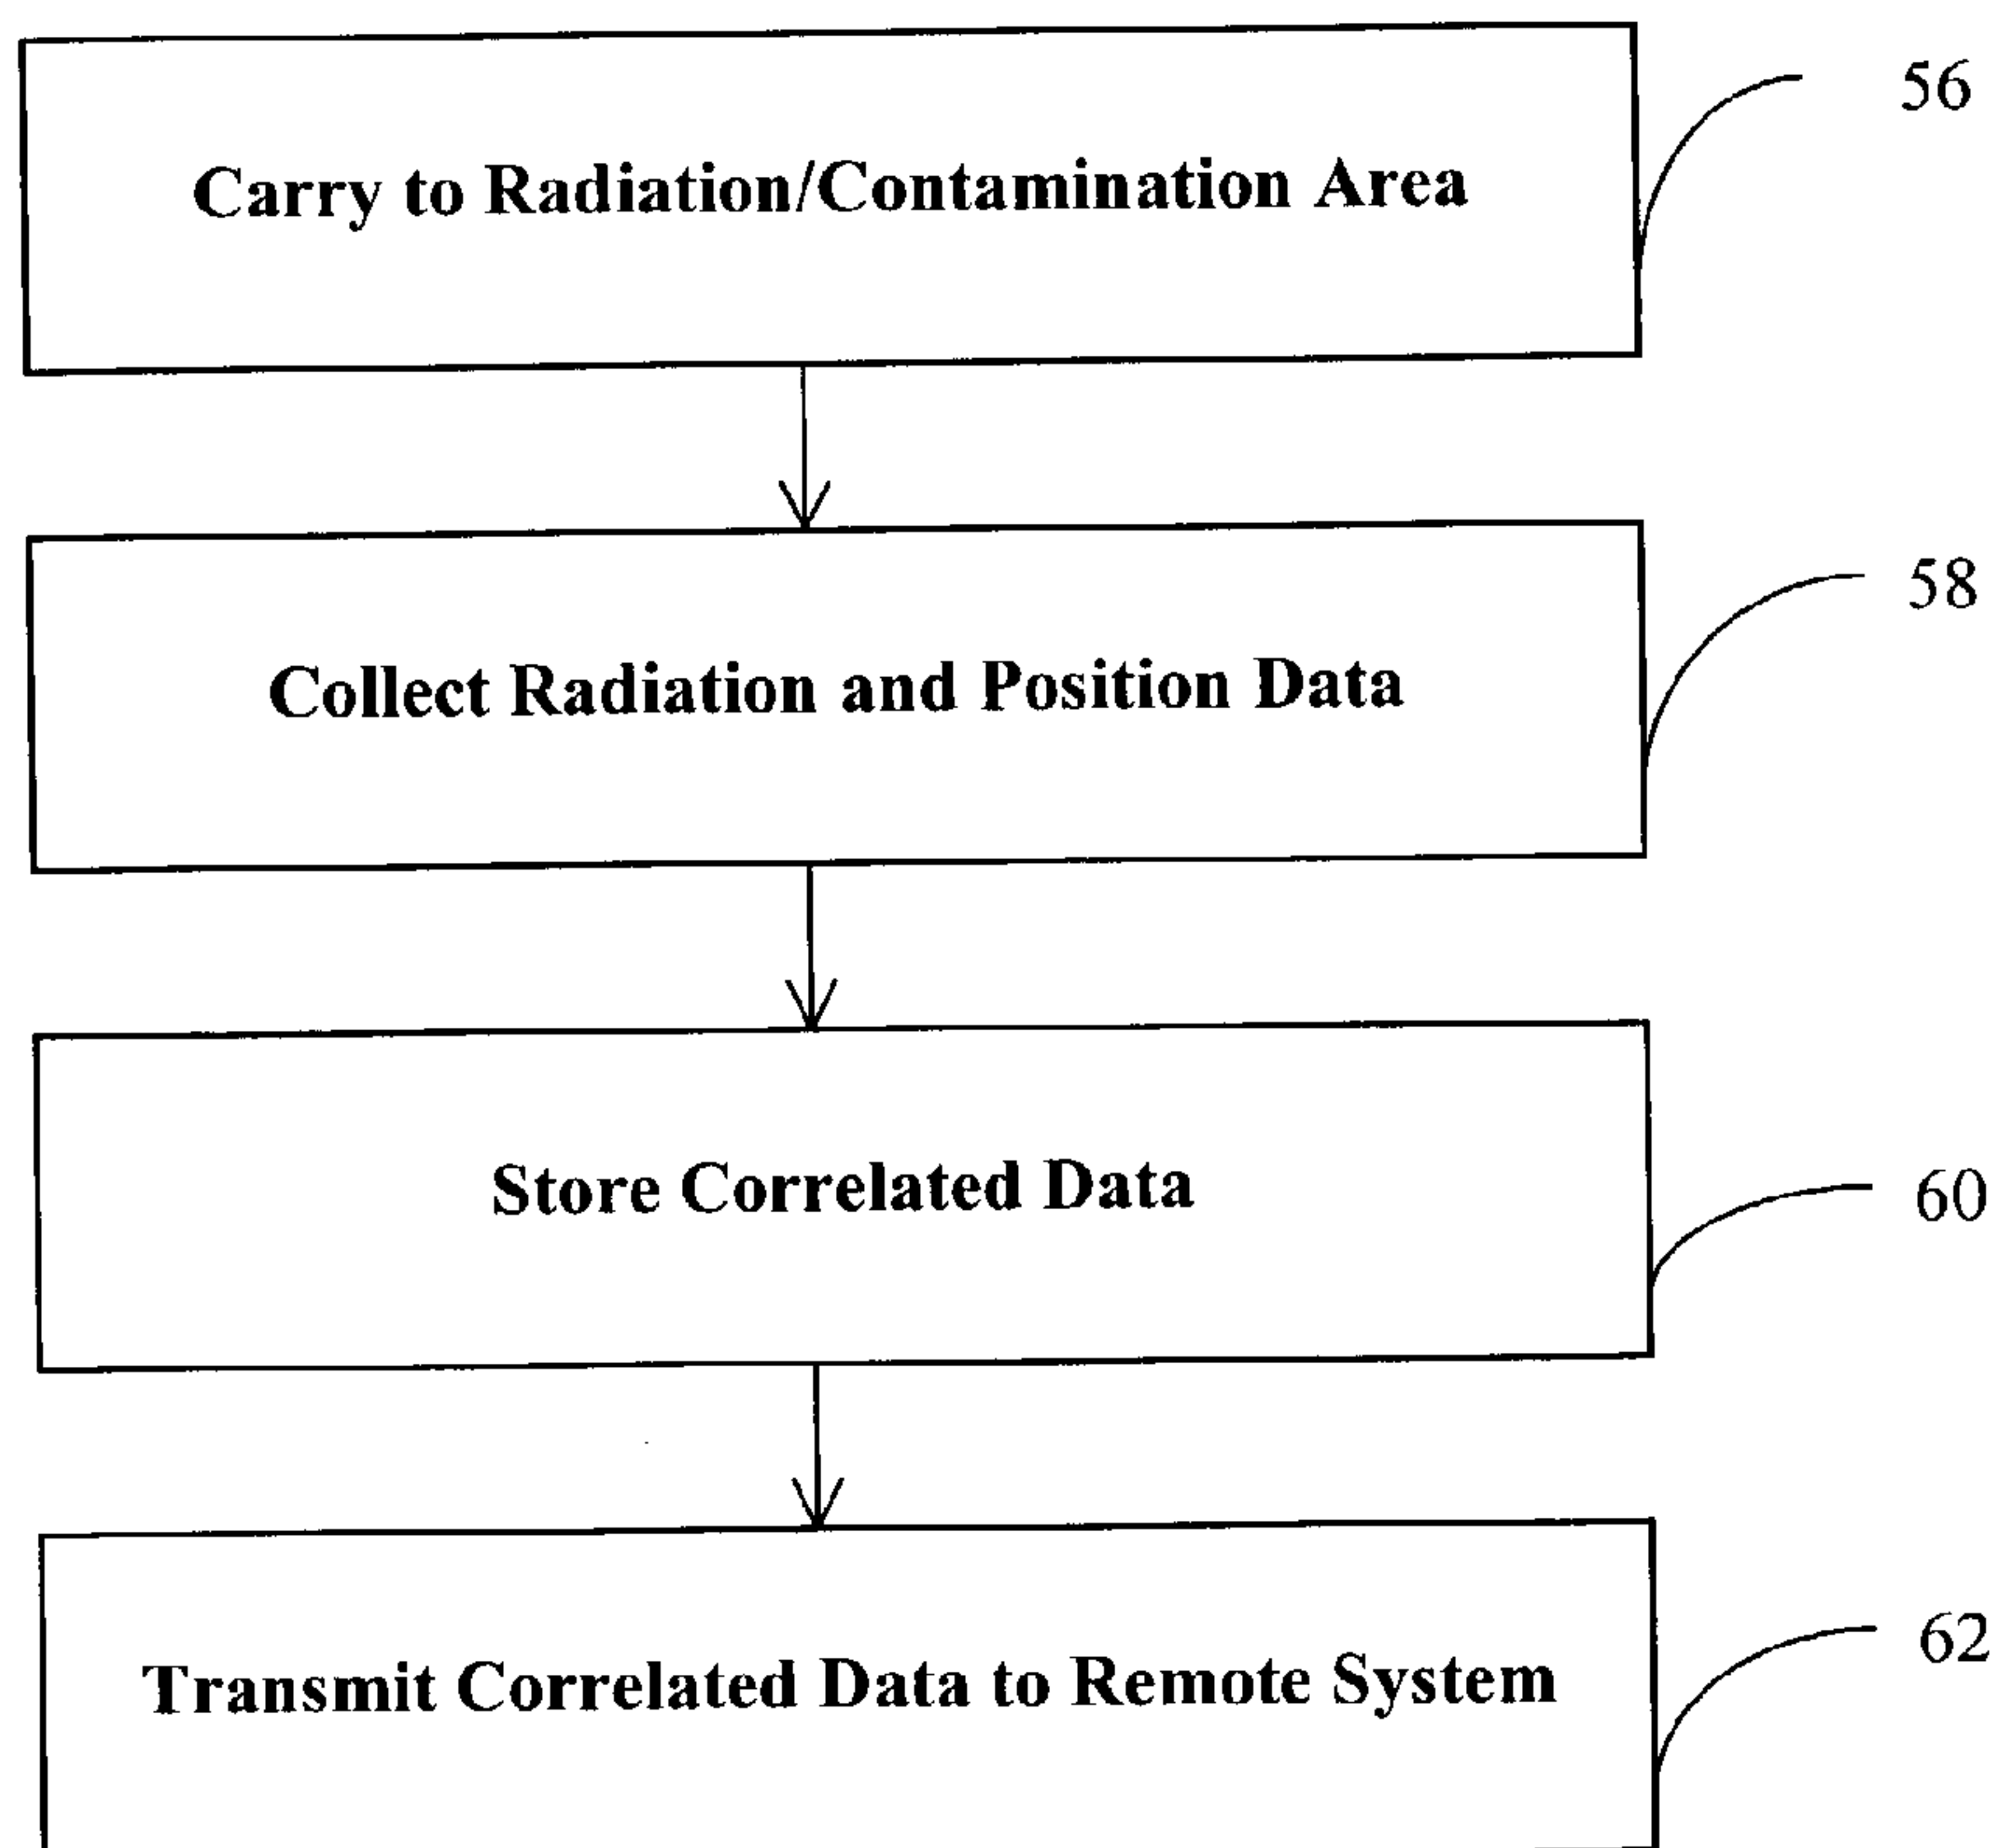 Carry to Radiation/Contamination Area
56
Collect Radiation and Position Data
58
Store Correlated Data
60
Transmit Correlated Data to Remote System
62